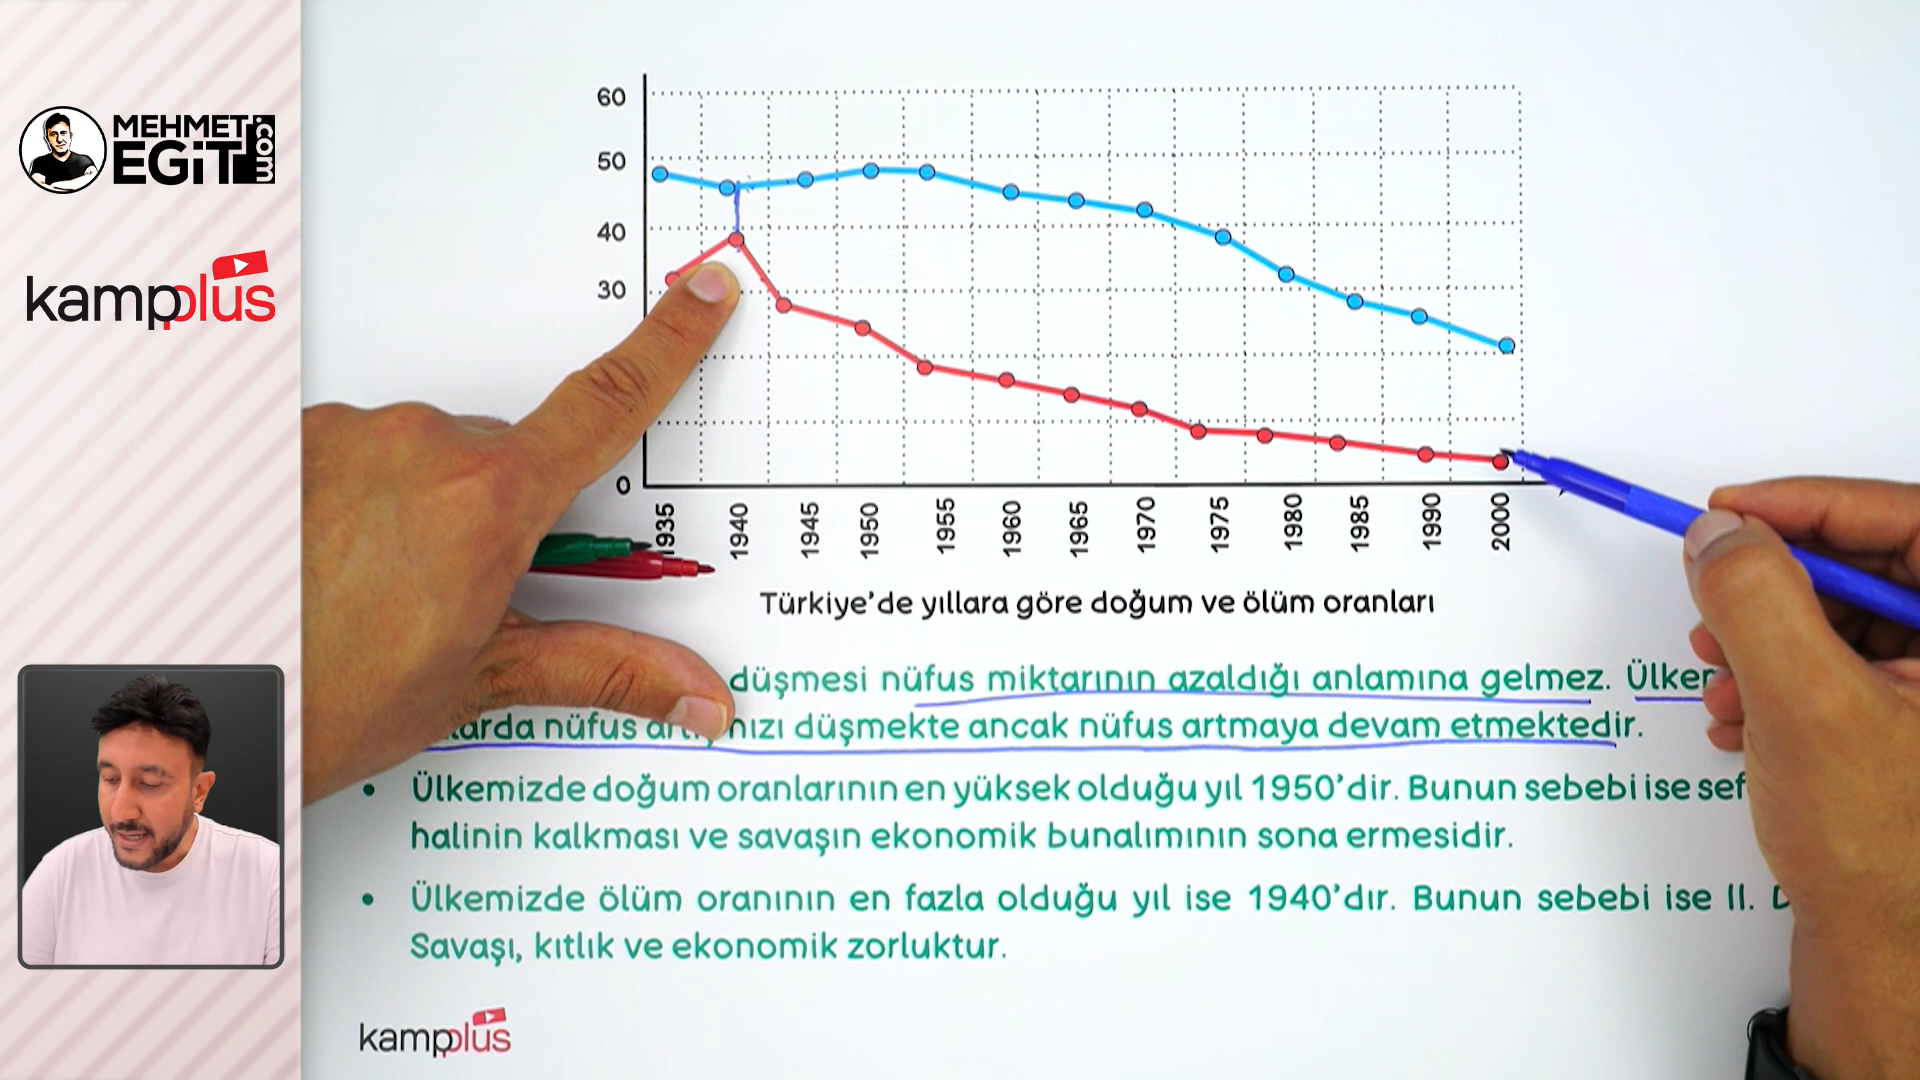 MEHMET
EGiT
.com
kampplus
60
50
40
30
0
1935
1940
1945
1950
1955
1960
1965
1970
1975
1980
1985
1990
2000
Türkiye'de yıllara göre doğum ve ölüm oranları
düşmesi nüfus miktarının azaldığı anlamına gelmez.
nüfus düşmekte ancak nüfus artmaya devam etmektedir.
• Ülkemizde doğum oranlarının en yüksek olduğu yıl 1950'dir. Bunun sebebi ise
halinin kalkması ve savaşın ekonomik bunalımının sona ermesidir.
• Ülkemizde ölüm oranının en fazla olduğu yıl ise 1940'dır. Bunun sebebi ise II.
Savaşı, kıtlık ve ekonomik zorluktur.
kampplus